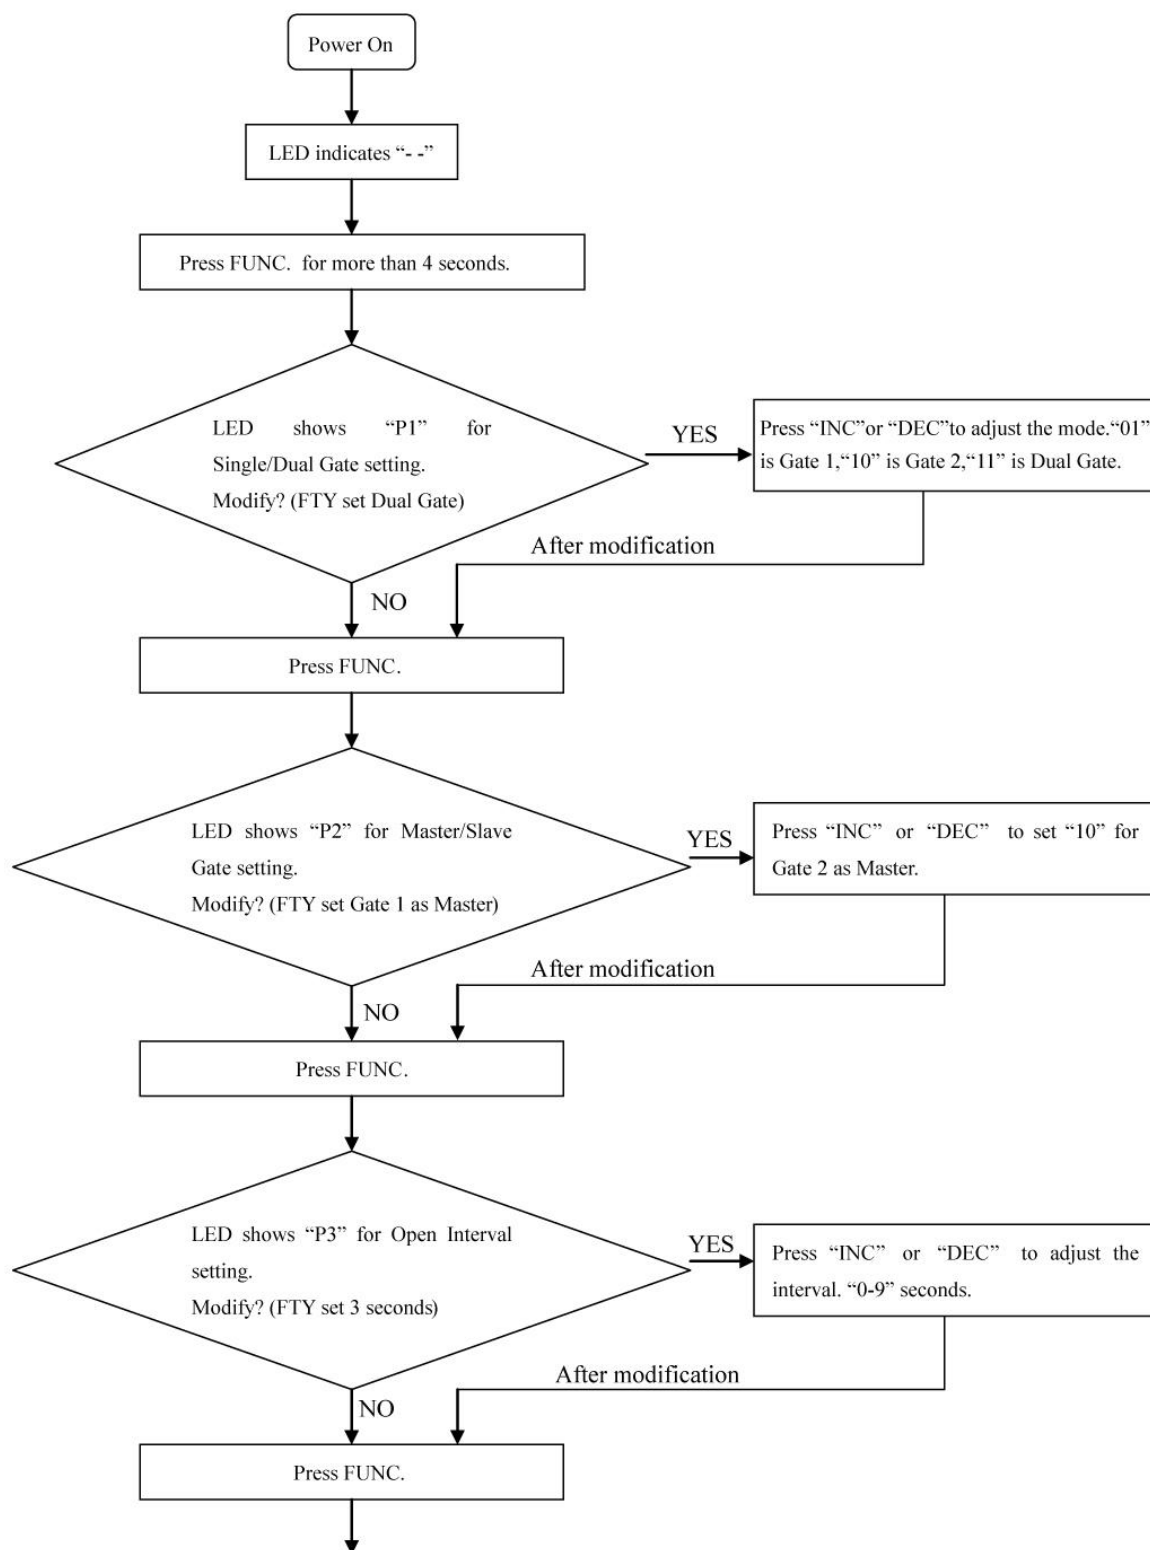 Power On
LED indicates “- -”
Press FUNC. for more than 4 seconds.
LED shows “P1” for
Single/Dual Gate setting.
Modify? (FTY set Dual Gate)
YES
Press “INC”or “DEC”to adjust the mode.“01”
is Gate 1,“10” is Gate 2,“11” is Dual Gate.
After modification
NO
Press FUNC.
LED shows “P2” for Master/Slave
Gate setting.
Modify? (FTY set Gate 1 as Master)
YES
Press “INC” or “DEC” to set “10” for
Gate 2 as Master.
After modification
NO
Press FUNC.
LED shows “P3” for Open Interval
setting.
Modify? (FTY set 3 seconds)
YES
Press “INC” or “DEC” to adjust the
interval. “0-9” seconds.
After modification
NO
Press FUNC.